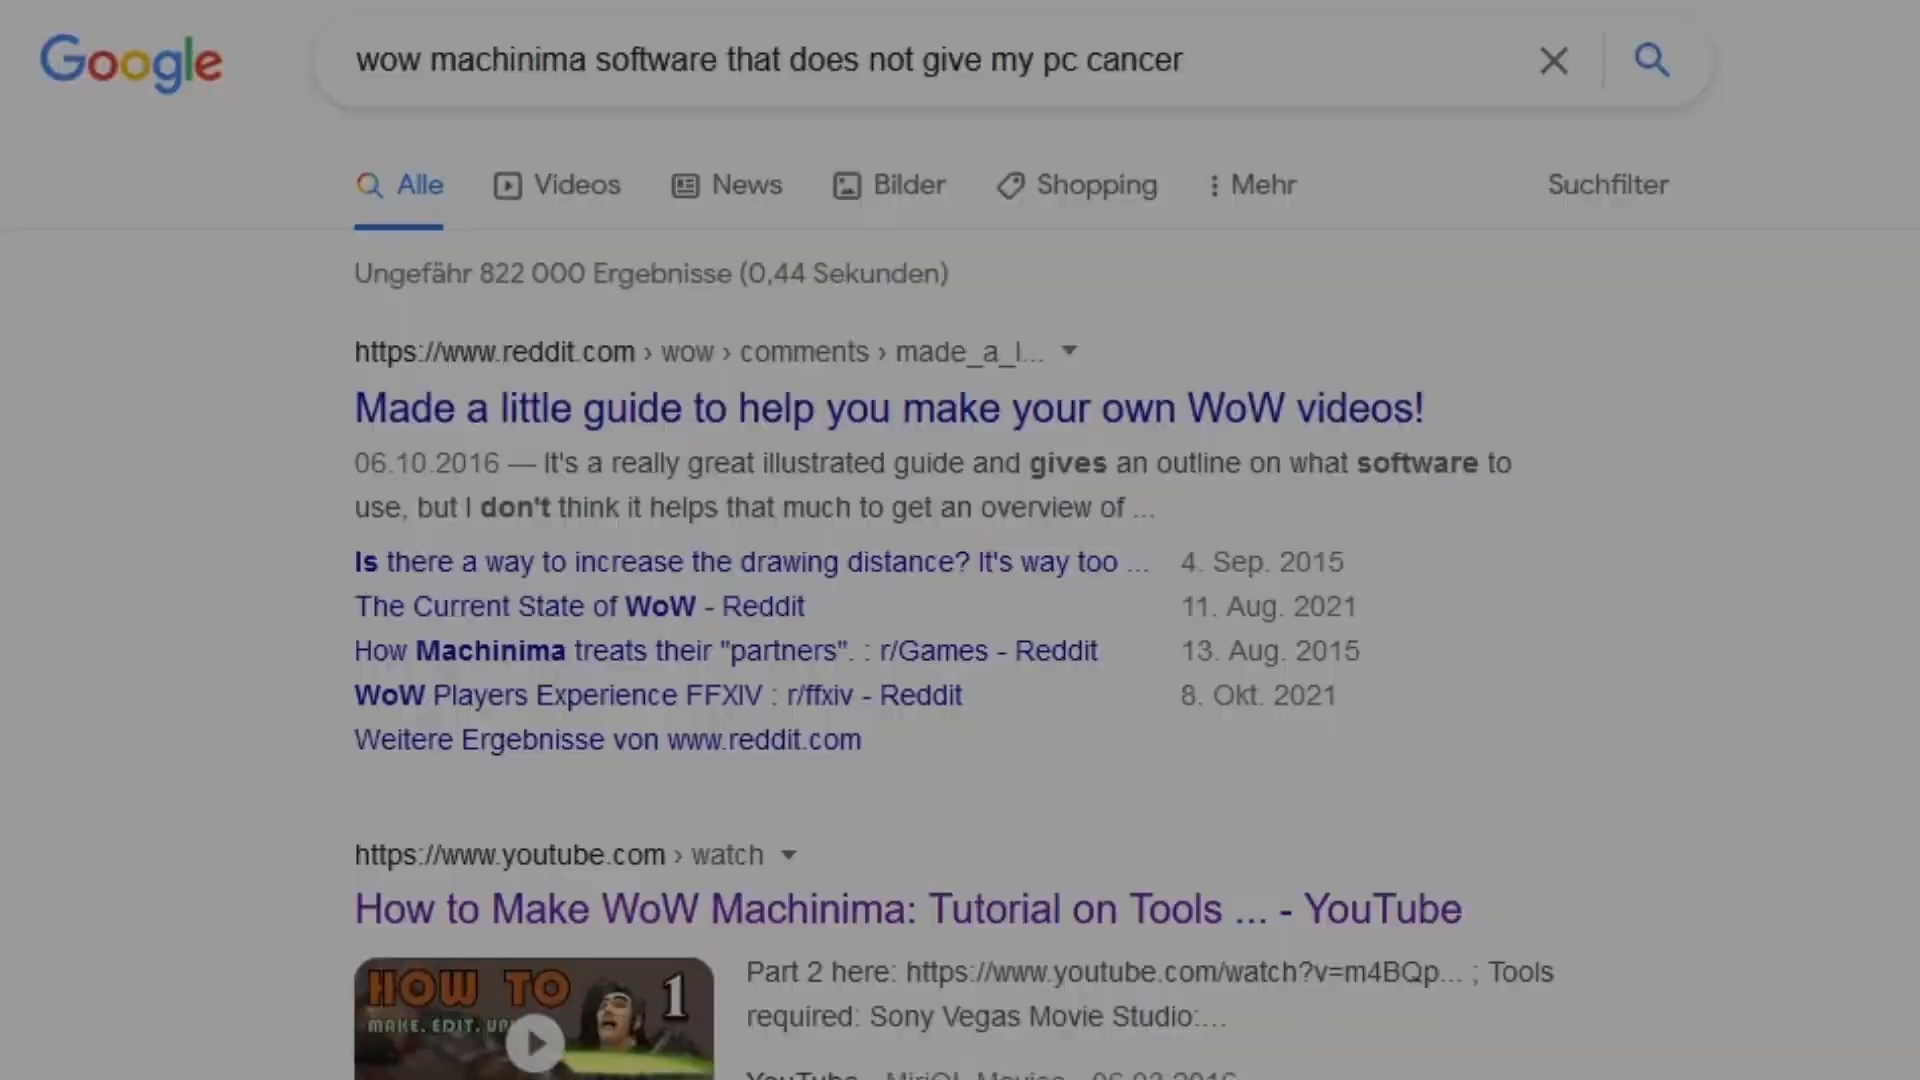 Google
wow machinima software that does not give my pc cancer
Alle Videos News Bilder Shopping Mehr Suchfilter
Ungefähr 822 000 Ergebnisse (0,44 Sekunden)
https://www.reddit.com › wow › comments › made_a_l...
Made a little guide to help you make your own WoW videos!
06.10.2016 — It's a really great illustrated guide and gives an outline on what software to
use, but I don't think it helps that much to get an overview of ...
Is there a way to increase the drawing distance? It's way too ... 4. Sep. 2015
The Current State of WoW - Reddit 11. Aug. 2021
How Machinima treats their "partners". : r/Games - Reddit 13. Aug. 2015
WoW Players Experience FFXIV : r/ffxiv - Reddit 8. Okt. 2021
Weitere Ergebnisse von www.reddit.com
https://www.youtube.com › watch
How to Make WoW Machinima: Tutorial on Tools ... - YouTube
HOW TO 1
MAKE. EDIT.
Part 2 here: https://www.youtube.com/watch?v=m4BQp... ; Tools
required: Sony Vegas Movie Studio:...